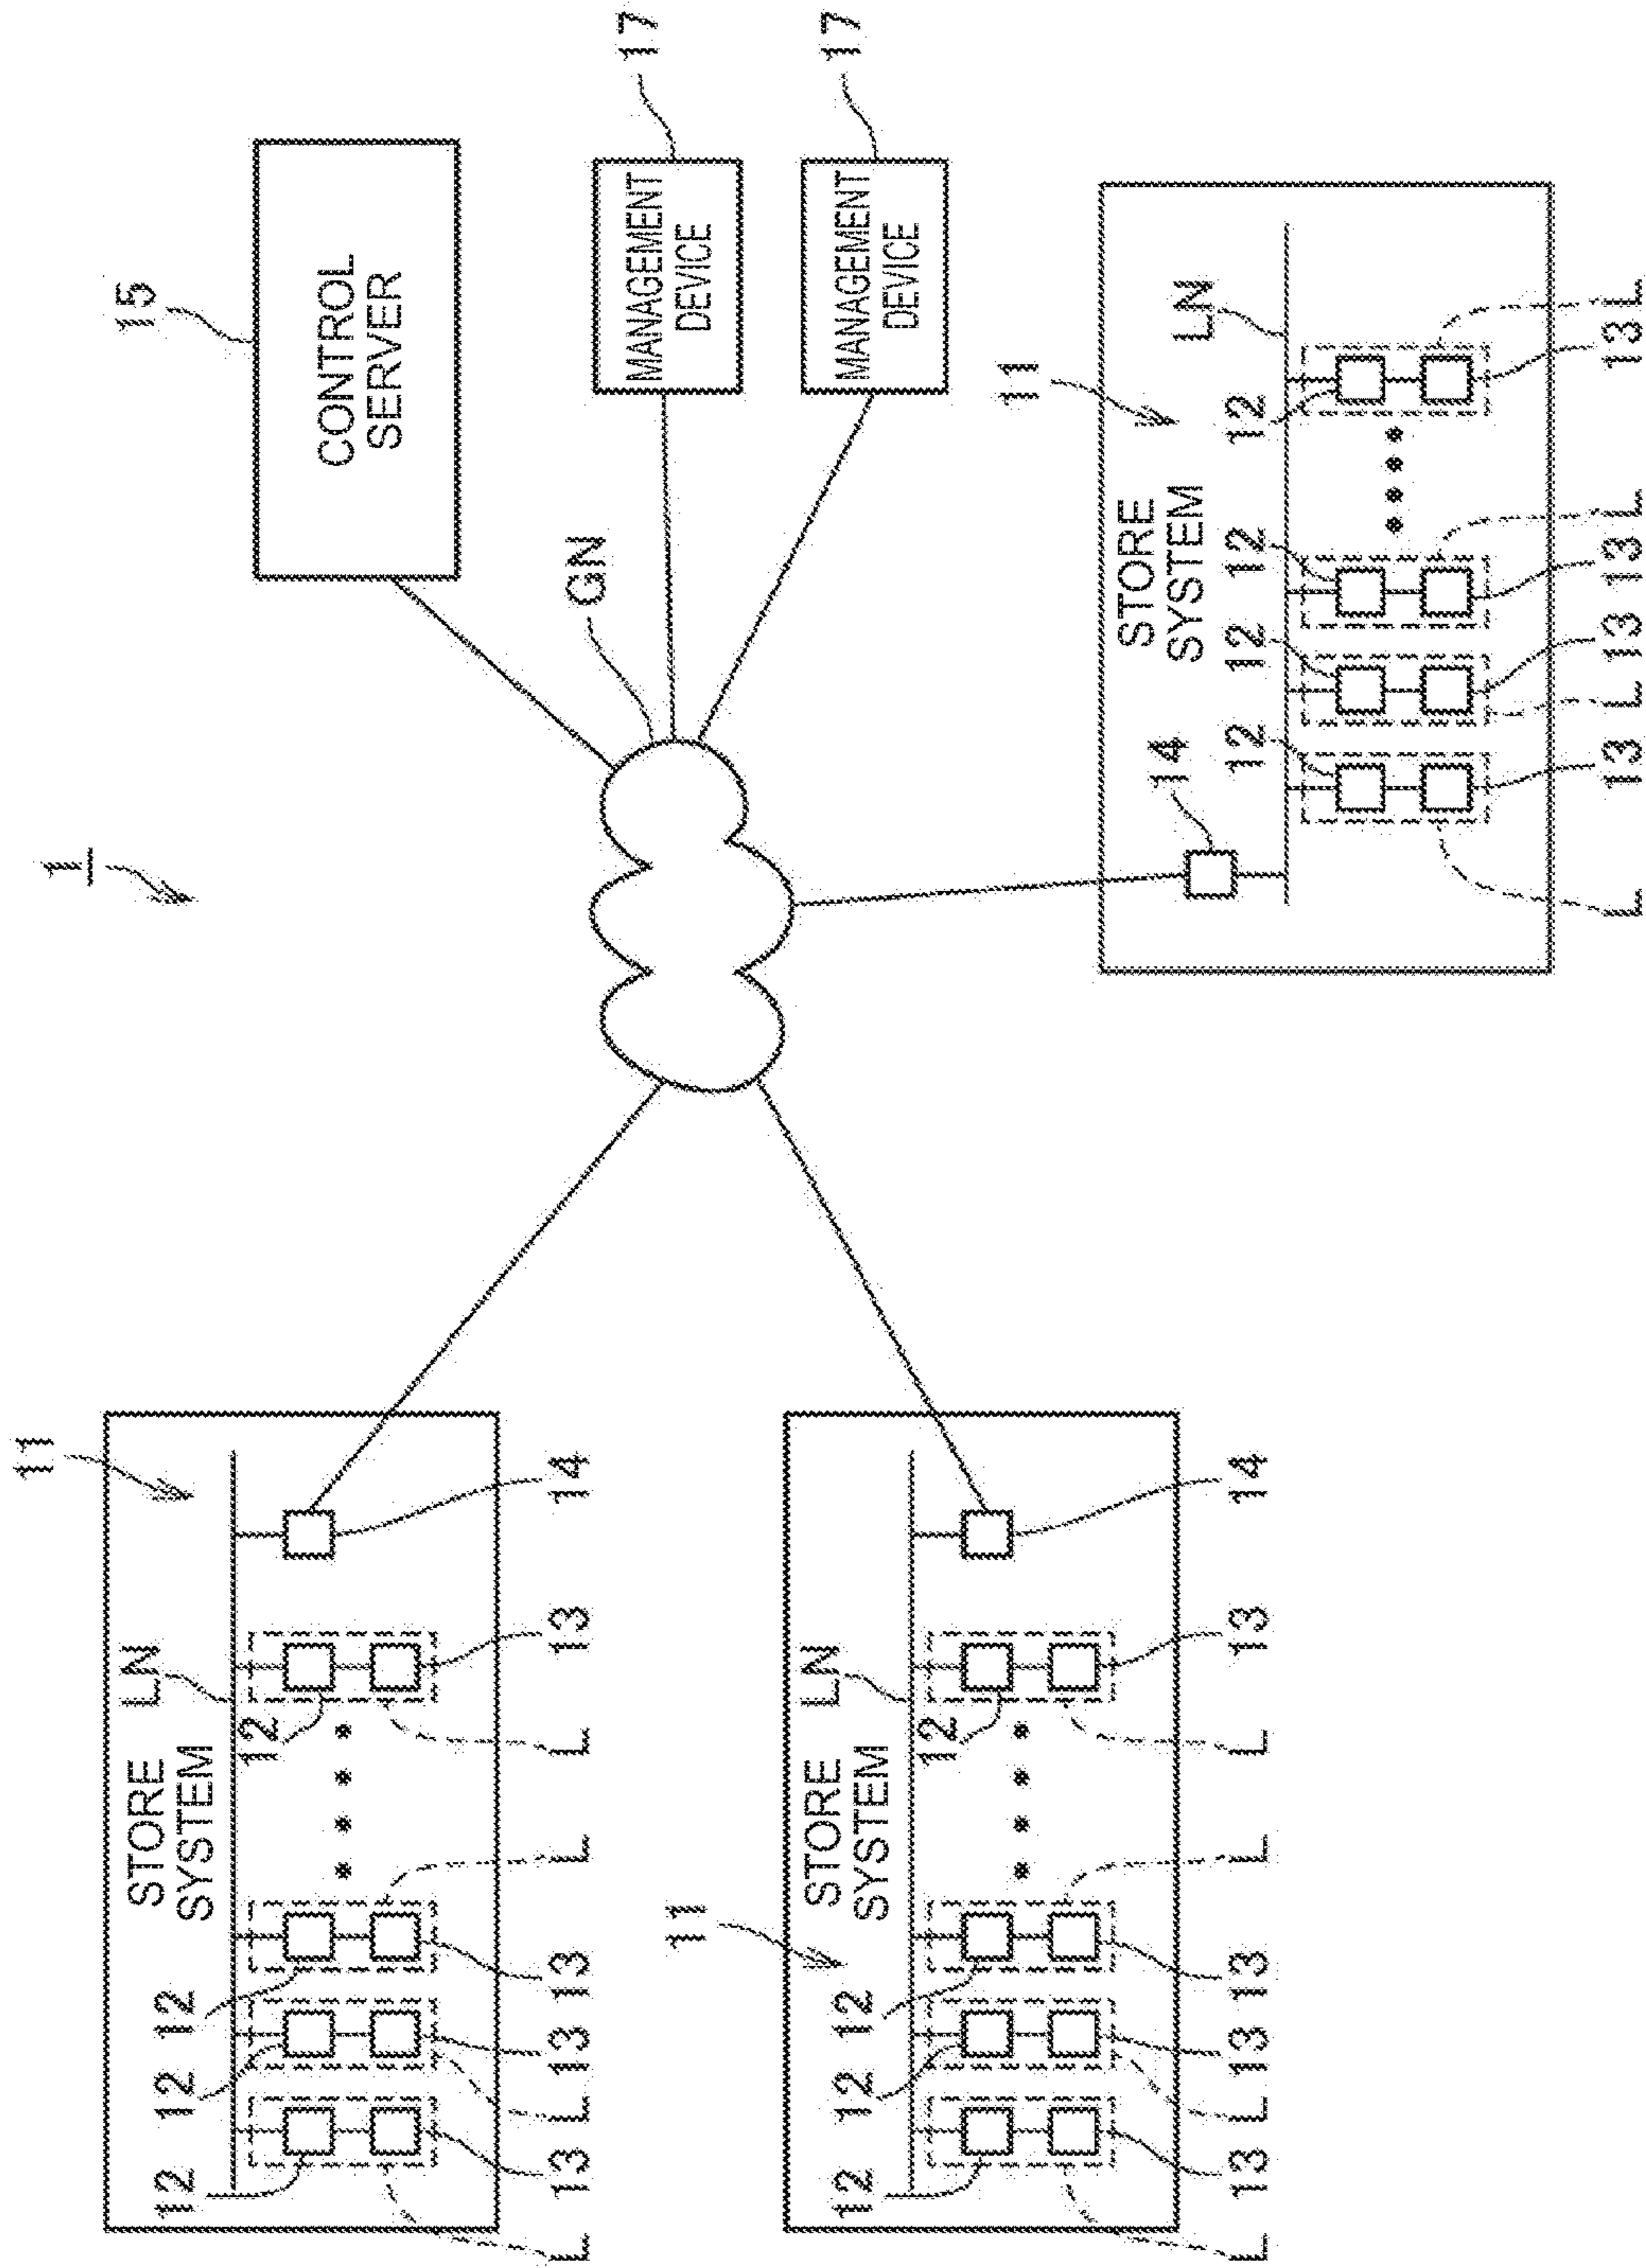 1
11
STORE
SYSTEM
LN
12
12
12
12
L
13
L
13
13
L
L
13
14
15
CONTROL
SERVER
GN
17
MANAGEMENT
DEVICE
17
MANAGEMENT
DEVICE
11
STORE
SYSTEM
LN
12
12
12
12
L
13
L
13
13
L
L
13
14
11
STORE
SYSTEM
LN
14
12
12
12
12
L
13
L
13
13
L
13
L